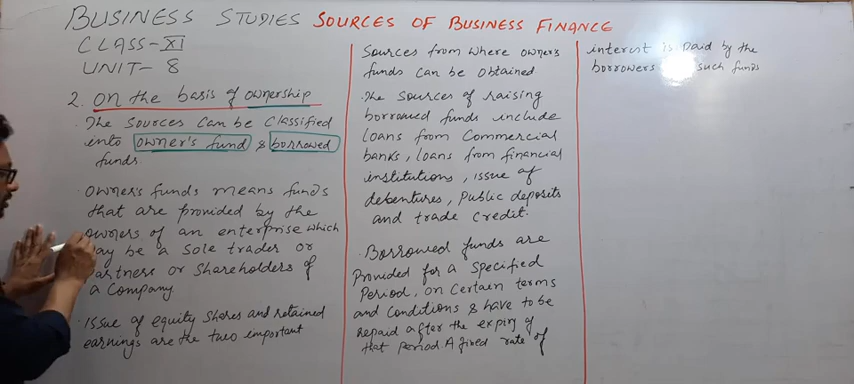 BUSINESS STUDIES SOURCES OF BUSINESS FINANCE
CLASS-XI
UNIT-8
2. on the basis of ownership
· The sources can be classified
into owner's fund & borrowed
funds.
· Owner's funds means funds
that are provided by the
owners of an enterprise which
may be a sole trader or
partners or shareholders of
a company
· Issue of equity shares and retained
earnings are the two important
sources from where owner's
funds can be obtained
· The sources of raising
borrowed funds include
loans from commercial
banks, loans from financial
institutions, issue of
debentures, public deposits
and trade credit.
· Borrowed funds are
provided for a specified
period, on certain terms
and conditions & have to be
repaid after the expiry of
that period. A fixed rate of
interest is paid by the
borrowers such funds